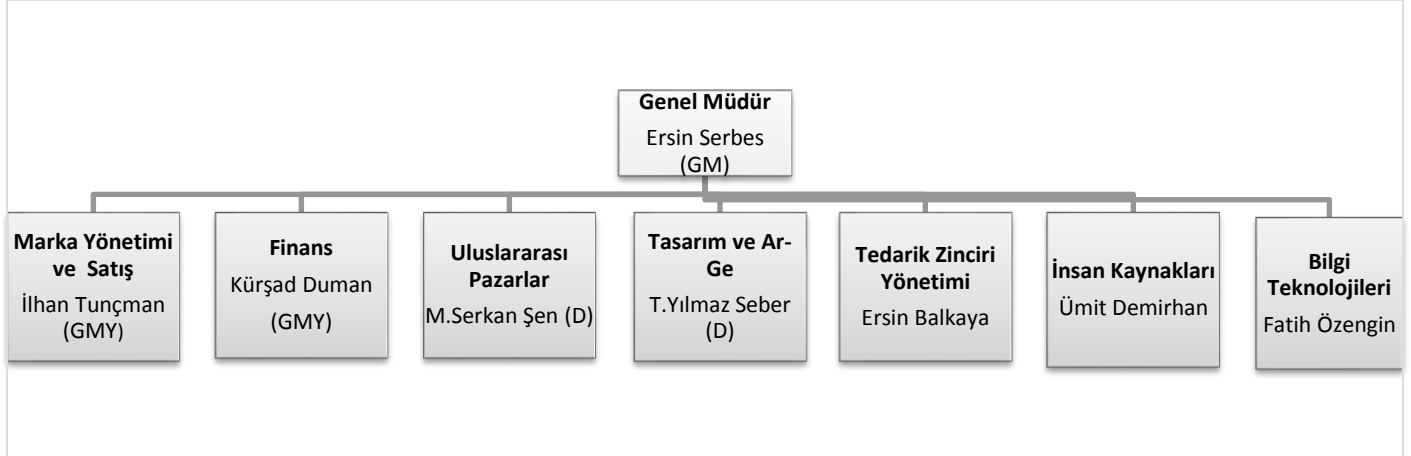 Genel Müdür
Ersin Serbes
(GM)
Marka Yönetimi
ve Satış
İlhan Tunçman
(GMY)
Finans
Kürşad Duman
(GMY)
Uluslararası
Pazarlar
M.Serkan Şen (D)
Tasarım ve Ar-
Ge
T.Yılmaz Seber
(D)
Tedarik Zinciri
Yönetimi
Ersin Balkaya
İnsan Kaynakları
Ümit Demirhan
Bilgi
Teknolojileri
Fatih Özengin